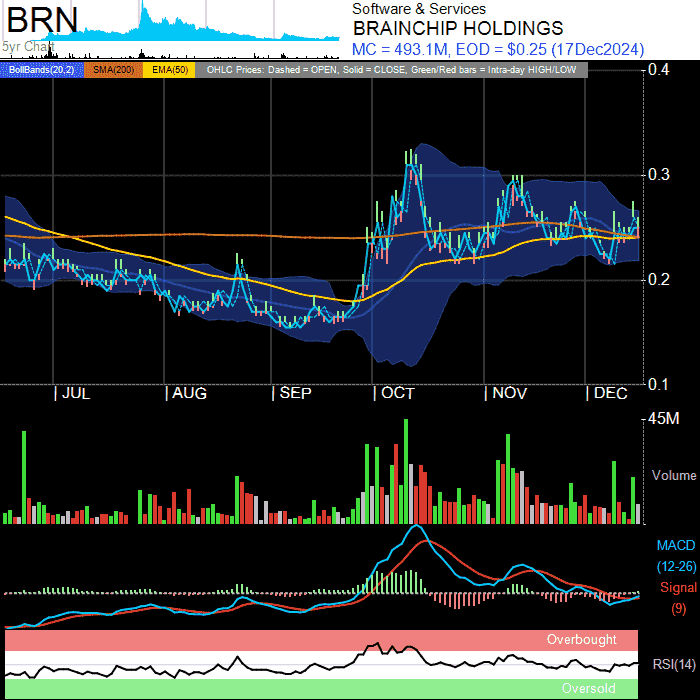 BRN
5yr Chart
Software & Services
BRAINCHIP HOLDINGS
MC = 493.1M, EOD = $0.25 (17Dec2024)
BollBands(20,2) SMA(200) EMA(50) OHLC Prices: Dashed = OPEN, Solid = CLOSE, Green/Red bars = Intra-day HIGH/LOW
0.4
0.3
0.2
0.1
JUL AUG SEP OCT NOV DEC
45M
Volume
MACD
(12-26)
Signal
(9)
Overbought
RSI(14)
Oversold